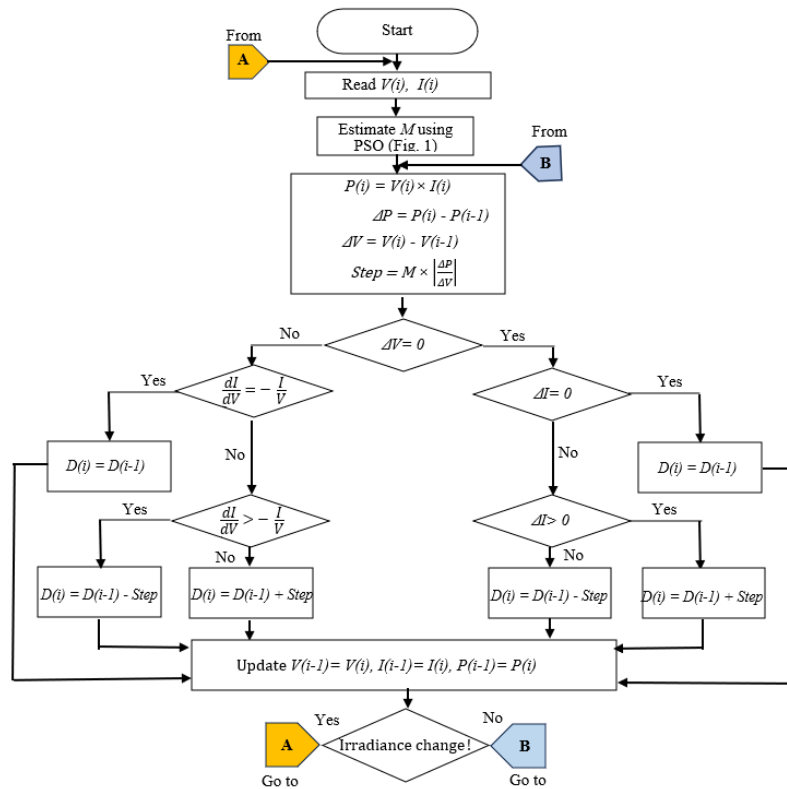 Start
From
A
Read V(i), I(i)
Estimate M using
PSO (Fig. 1)
From
B
P(i) = V(i)× I(i)
ΔP = P(i) - P(i-1)
ΔV = V(i) - V(i-1)
Step = M × |ΔP/ΔV|
No
Yes
ΔV= 0
Yes
dI/dV = − I/V
ΔI= 0
Yes
D(i) = D(i-1)
No
No
D(i) = D(i-1)
Yes
dI/dV > − I/V
ΔI> 0
Yes
No
No
D(i) = D(i-1) - Step
D(i) = D(i-1) + Step
D(i) = D(i-1) - Step
D(i) = D(i-1) + Step
Update V(i-1)= V(i), I(i-1)= I(i), P(i-1)= P(i)
Yes
No
A
Irradiance change!
B
Go to
Go to